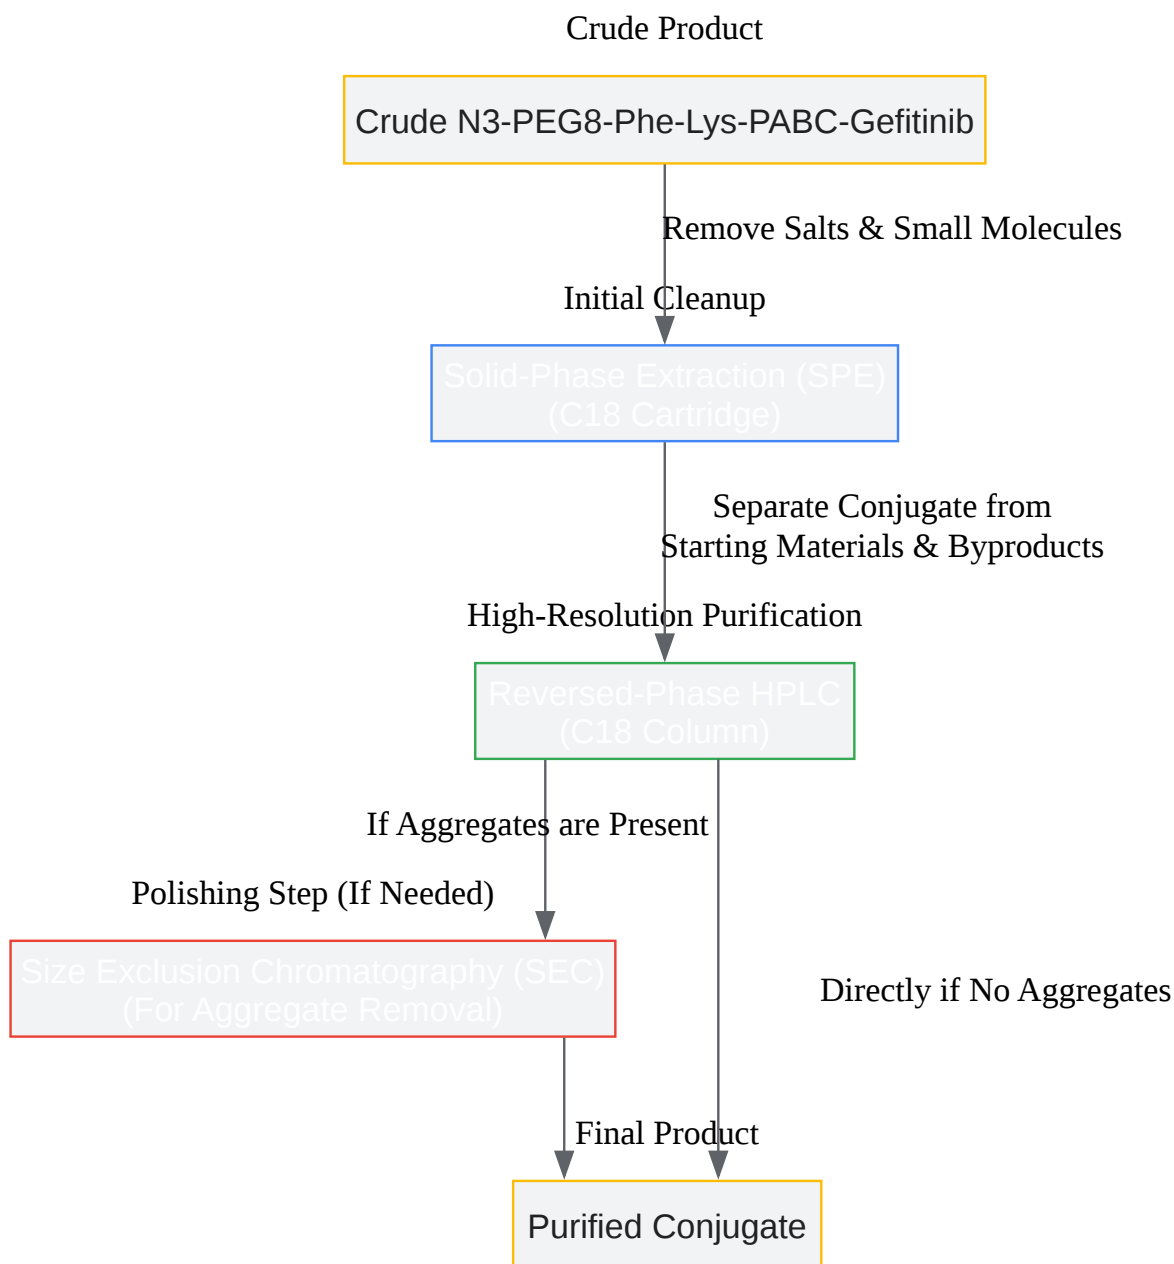 Crude Product
Crude N3-PEG8-Phe-Lys-PABC-Gefitinib
Remove Salts & Small Molecules
Initial Cleanup
Solid-Phase Extraction (SPE)
(C18 Cartridge)
Separate Conjugate from
Starting Materials & Byproducts
High-Resolution Purification
Reversed-Phase HPLC
(C18 Column)
If Aggregates are Present
Polishing Step (If Needed)
Size Exclusion Chromatography (SEC)
(For Aggregate Removal)
Directly if No Aggregates
Final Product
Purified Conjugate